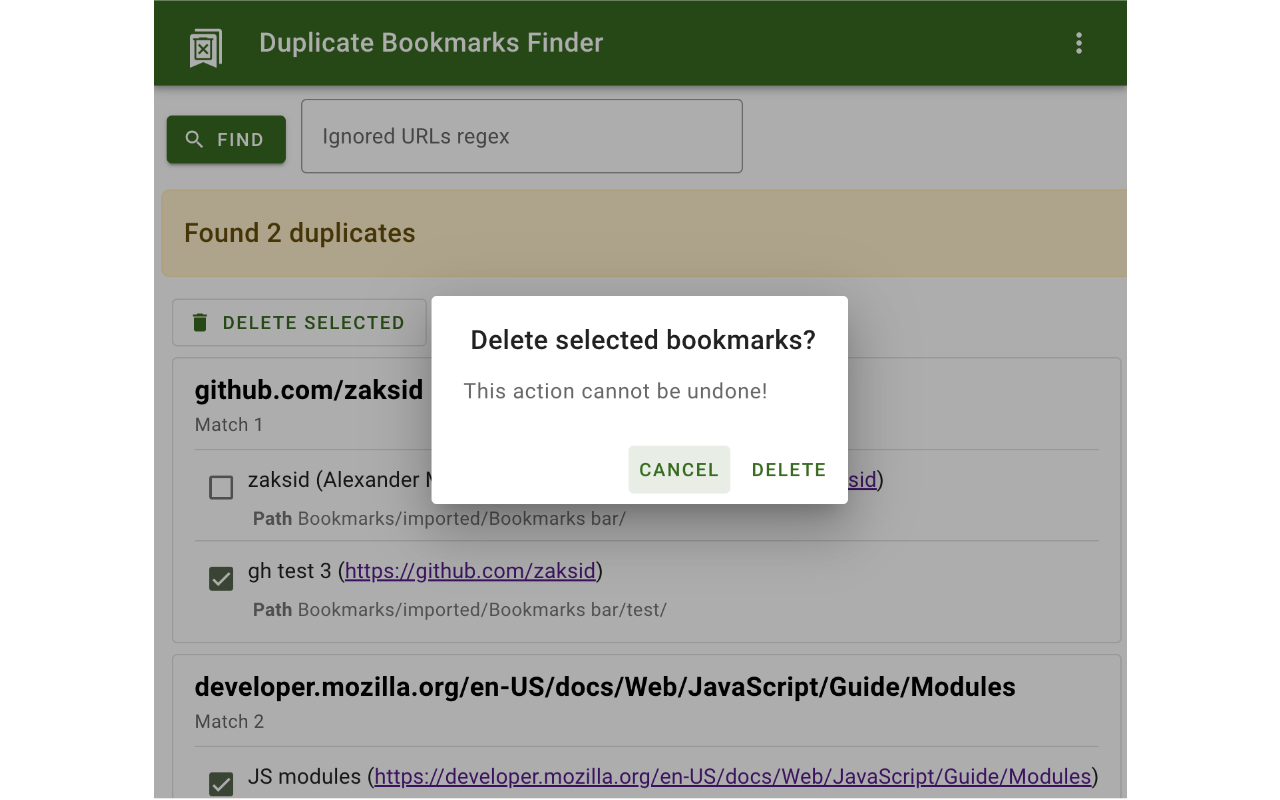 Duplicate Bookmarks Finder
FIND
Ignored URLs regex
Found 2 duplicates
DELETE SELECTED
Delete selected bookmarks?
This action cannot be undone!
CANCEL DELETE
github.com/zaksid
Match 1
zaksid (Alexander sid)
Path Bookmarks/imported/Bookmarks bar/
gh test 3 (https://github.com/zaksid)
Path Bookmarks/imported/Bookmarks bar/test/
developer.mozilla.org/en-US/docs/Web/JavaScript/Guide/Modules
Match 2
JS modules (https://developer.mozilla.org/en-US/docs/Web/JavaScript/Guide/Modules)